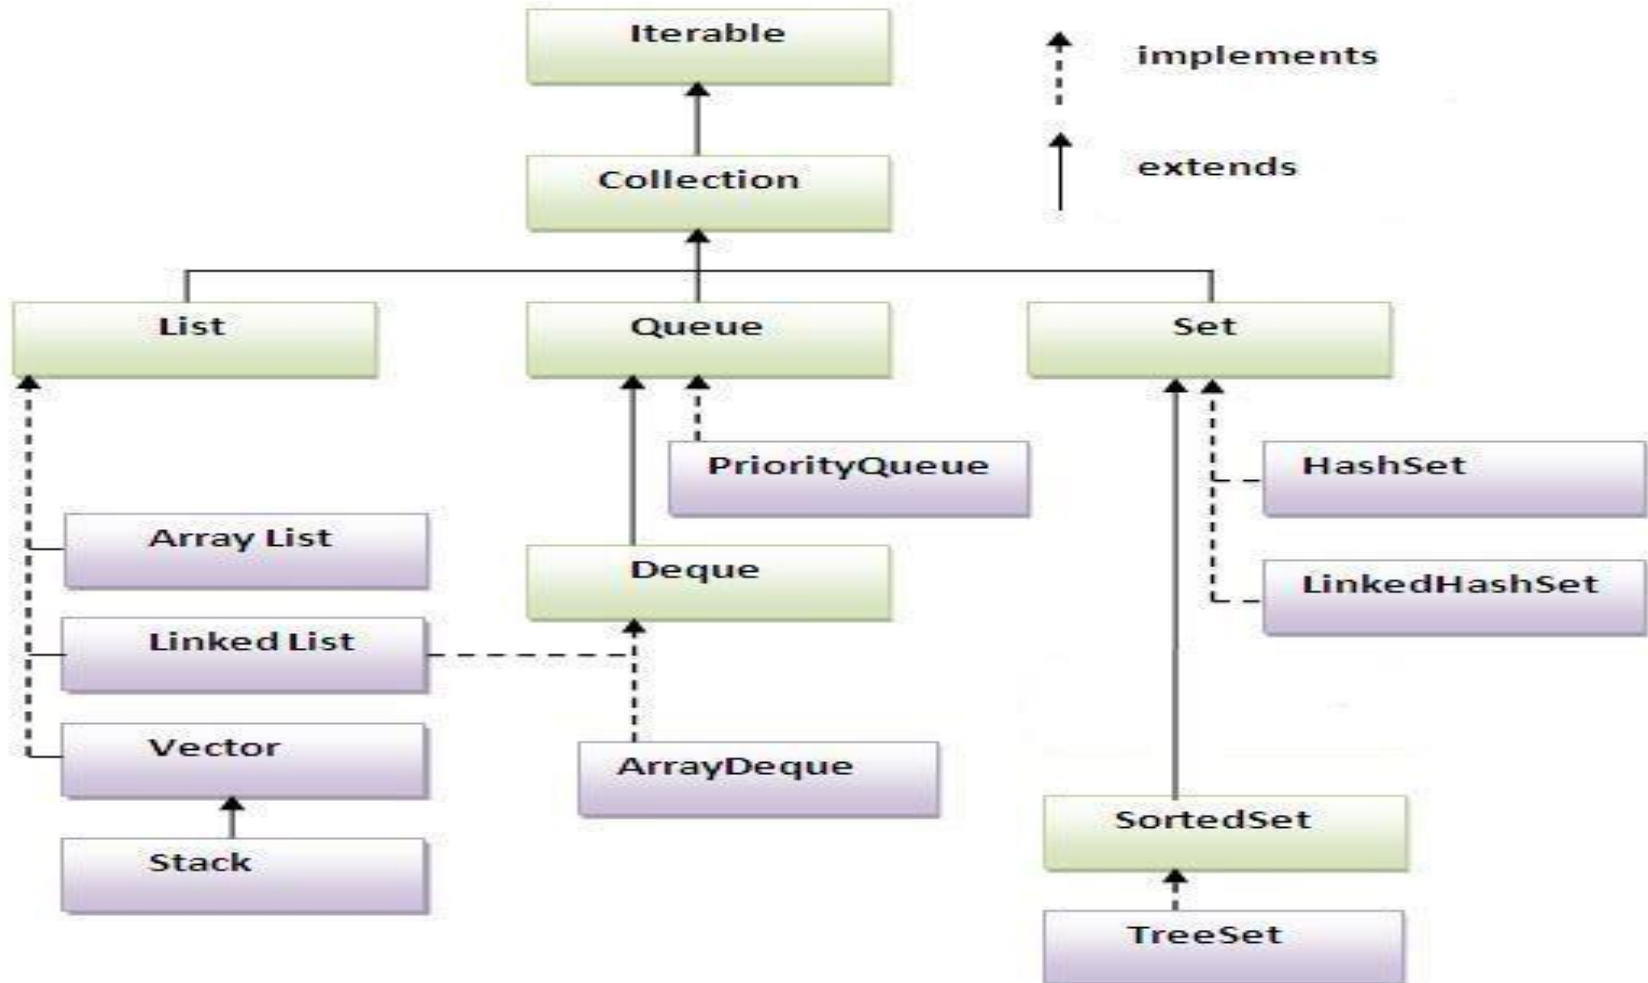 Iterable
implements
extends
Collection
List
Queue
Set
PriorityQueue
HashSet
Array List
Deque
LinkedHashSet
Linked List
Vector
ArrayDeque
SortedSet
Stack
TreeSet